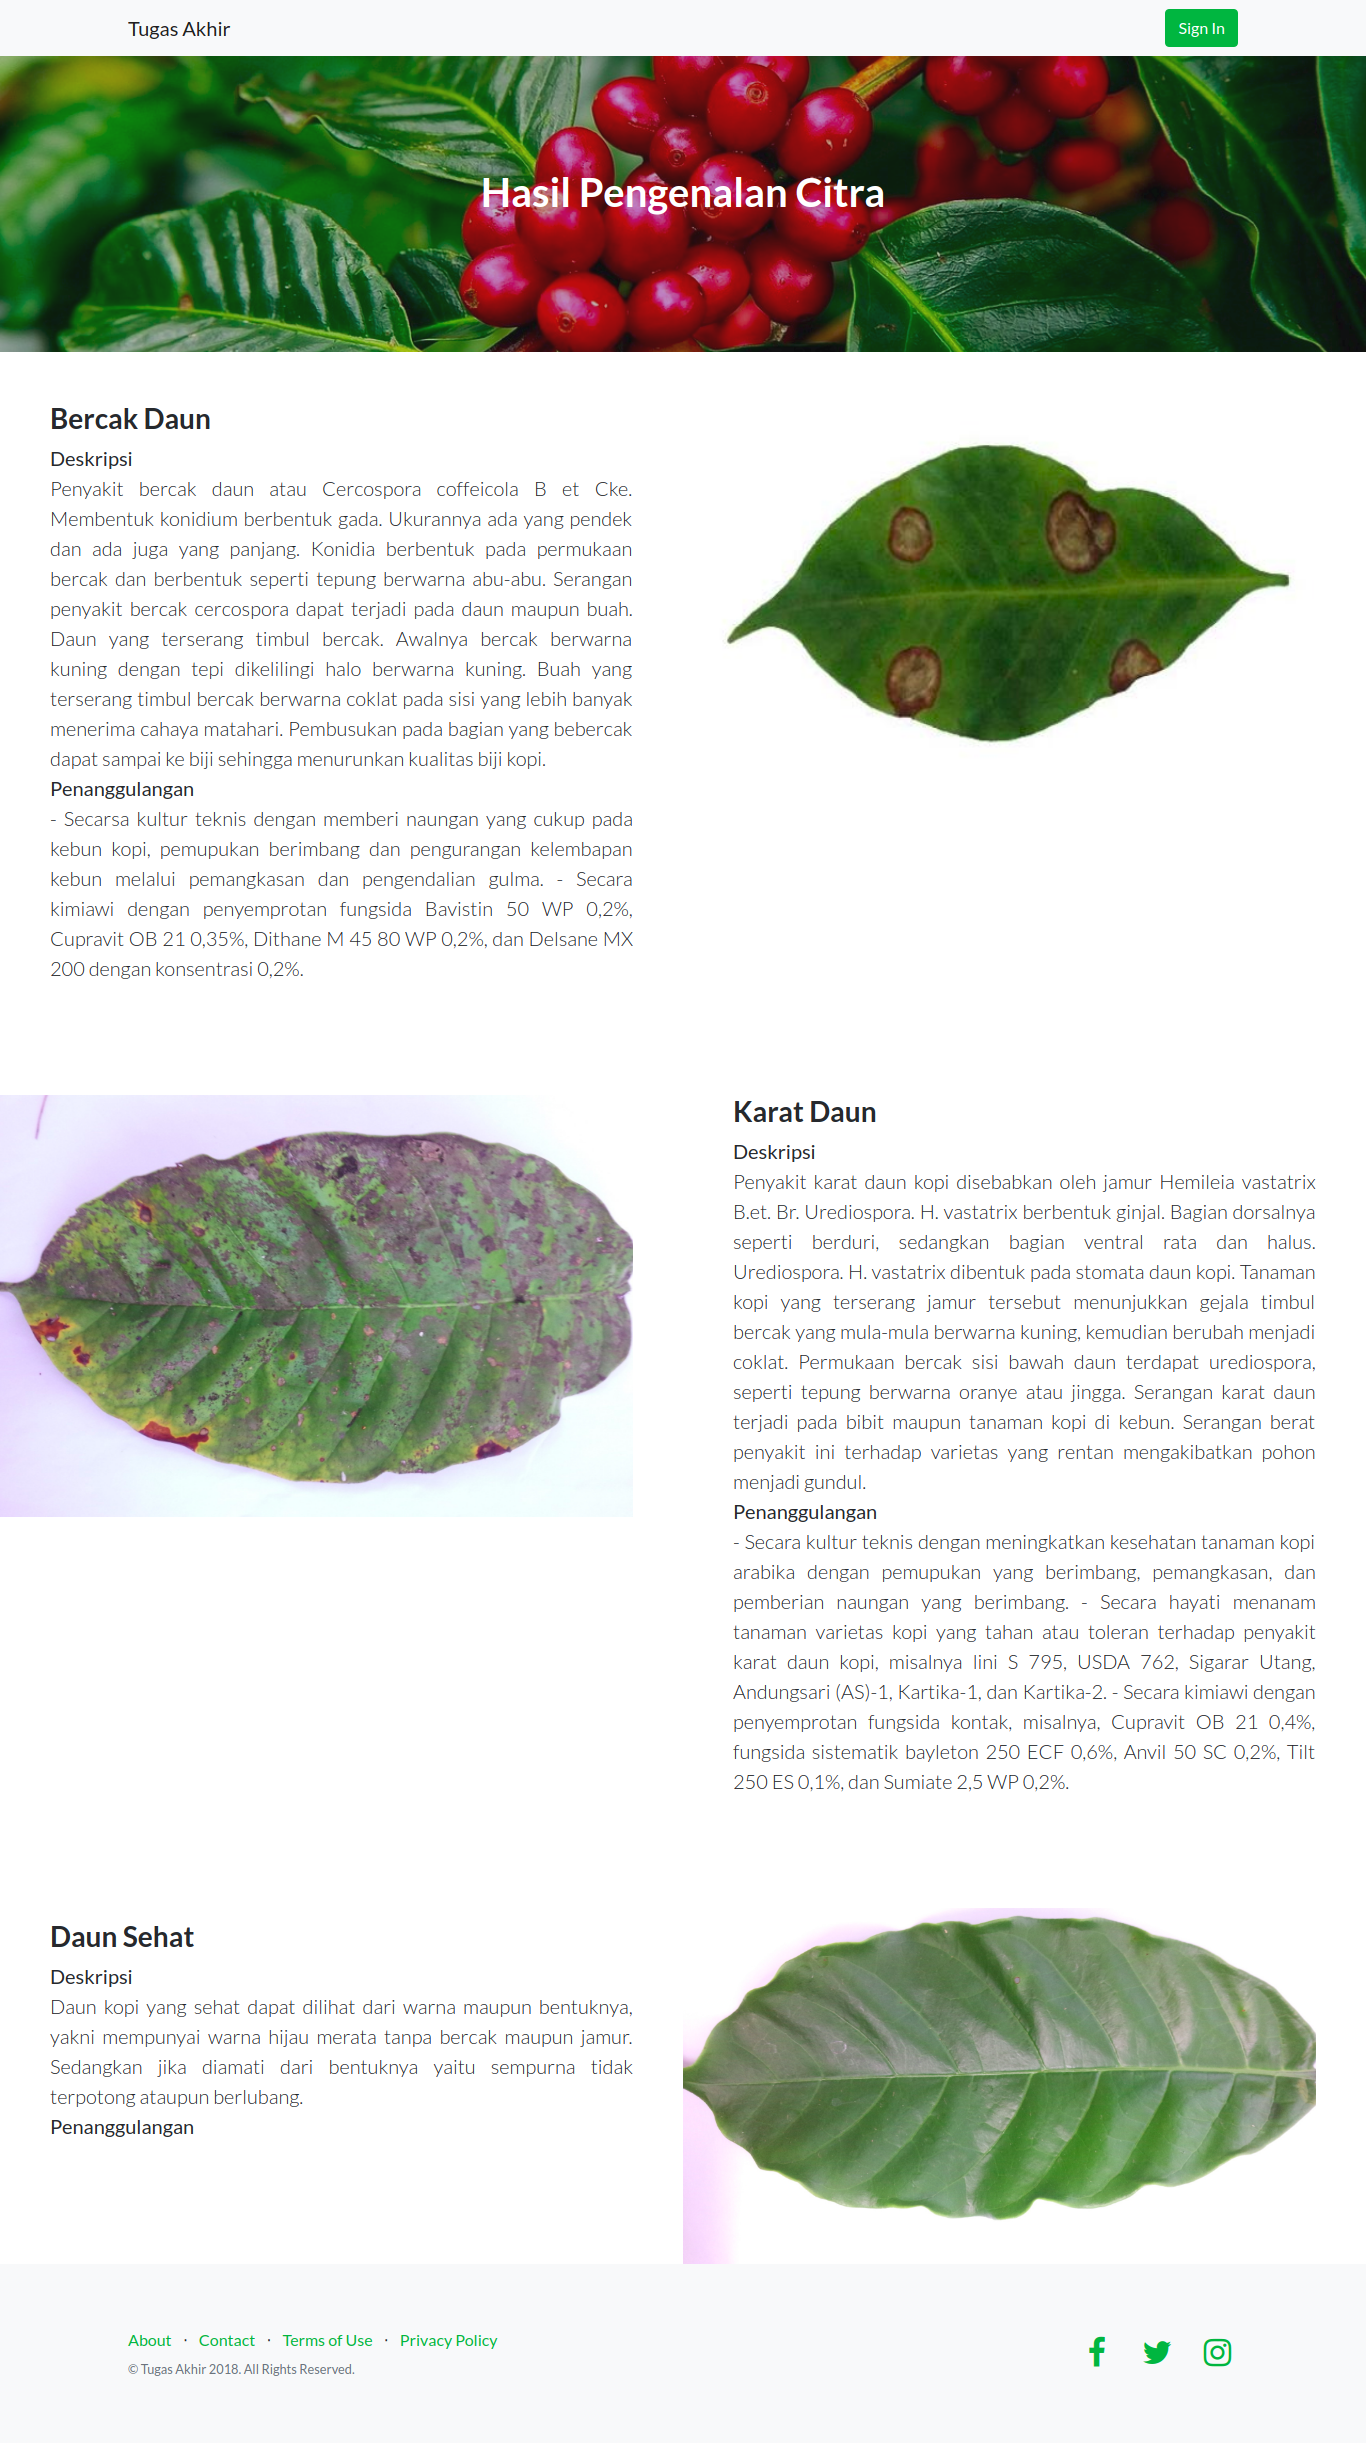 Tugas Akhir
Sign In
Hasil Pengenalan Citra
Bercak Daun
Deskripsi
Penyakit bercak daun atau Cercospora coffeicola B et Cke.
Membentuk konidium berbentuk gada. Ukurannya ada yang pendek
dan ada juga yang panjang. Konidia berbentuk pada permukaan
bercak dan berbentuk seperti tepung berwarna abu-abu. Serangan
penyakit bercak cercospora dapat terjadi pada daun maupun buah.
Daun yang terserang timbul bercak. Awalnya bercak berwarna
kuning dengan tepi dikelilingi halo berwarna kuning. Buah yang
terserang timbul bercak berwarna coklat pada sisi yang lebih banyak
menerima cahaya matahari. Pembusukan pada bagian yang bebercak
dapat sampai ke biji sehingga menurunkan kualitas biji kopi.
Penanggulangan
- Secarsa kultur teknis dengan memberi naungan yang cukup pada
kebun kopi, pemupukan berimbang dan pengurangan kelembapan
kebun melalui pemangkasan dan pengendalian gulma. - Secara
kimiawi dengan penyemprotan fungsida Bavistin 50 WP 0,2%,
Cupravit OB 21 0,35%, Dithane M 45 80 WP 0,2%, dan Delsane MX
200 dengan konsentrasi 0,2%.
Karat Daun
Deskripsi
Penyakit karat daun kopi disebabkan oleh jamur Hemileia vastatrix
B.et. Br. Urediospora. H. vastatrix berbentuk ginjal. Bagian dorsalnya
seperti berduri, sedangkan bagian ventral rata dan halus.
Urediospora. H. vastatrix dibentuk pada stomata daun kopi. Tanaman
kopi yang terserang jamur tersebut menunjukkan gejala timbul
bercak yang mula-mula berwarna kuning, kemudian berubah menjadi
coklat. Permukaan bercak sisi bawah daun terdapat urediospora,
seperti tepung berwarna oranye atau jingga. Serangan karat daun
terjadi pada bibit maupun tanaman kopi di kebun. Serangan berat
penyakit ini terhadap varietas yang rentan mengakibatkan pohon
menjadi gundul.
Penanggulangan
- Secara kultur teknis dengan meningkatkan kesehatan tanaman kopi
arabika dengan pemupukan yang berimbang, pemangkasan, dan
pemberian naungan yang berimbang. - Secara hayati menanam
tanaman varietas kopi yang tahan atau toleran terhadap penyakit
karat daun kopi, misalnya lini S 795, USDA 762, Sigarar Utang,
Andungsari (AS)-1, Kartika-1, dan Kartika-2. - Secara kimiawi dengan
penyemprotan fungsida kontak, misalnya, Cupravit OB 21 0,4%,
fungsida sistematik bayleton 250 ECF 0,6%, Anvil 50 SC 0,2%, Tilt
250 ES 0,1%, dan Sumiate 2,5 WP 0,2%.
Daun Sehat
Deskripsi
Daun kopi yang sehat dapat dilihat dari warna maupun bentuknya,
yakni mempunyai warna hijau merata tanpa bercak maupun jamur.
Sedangkan jika diamati dari bentuknya yaitu sempurna tidak
terpotong ataupun berlubang.
Penanggulangan
About · Contact · Terms of Use · Privacy Policy
© Tugas Akhir 2018. All Rights Reserved.